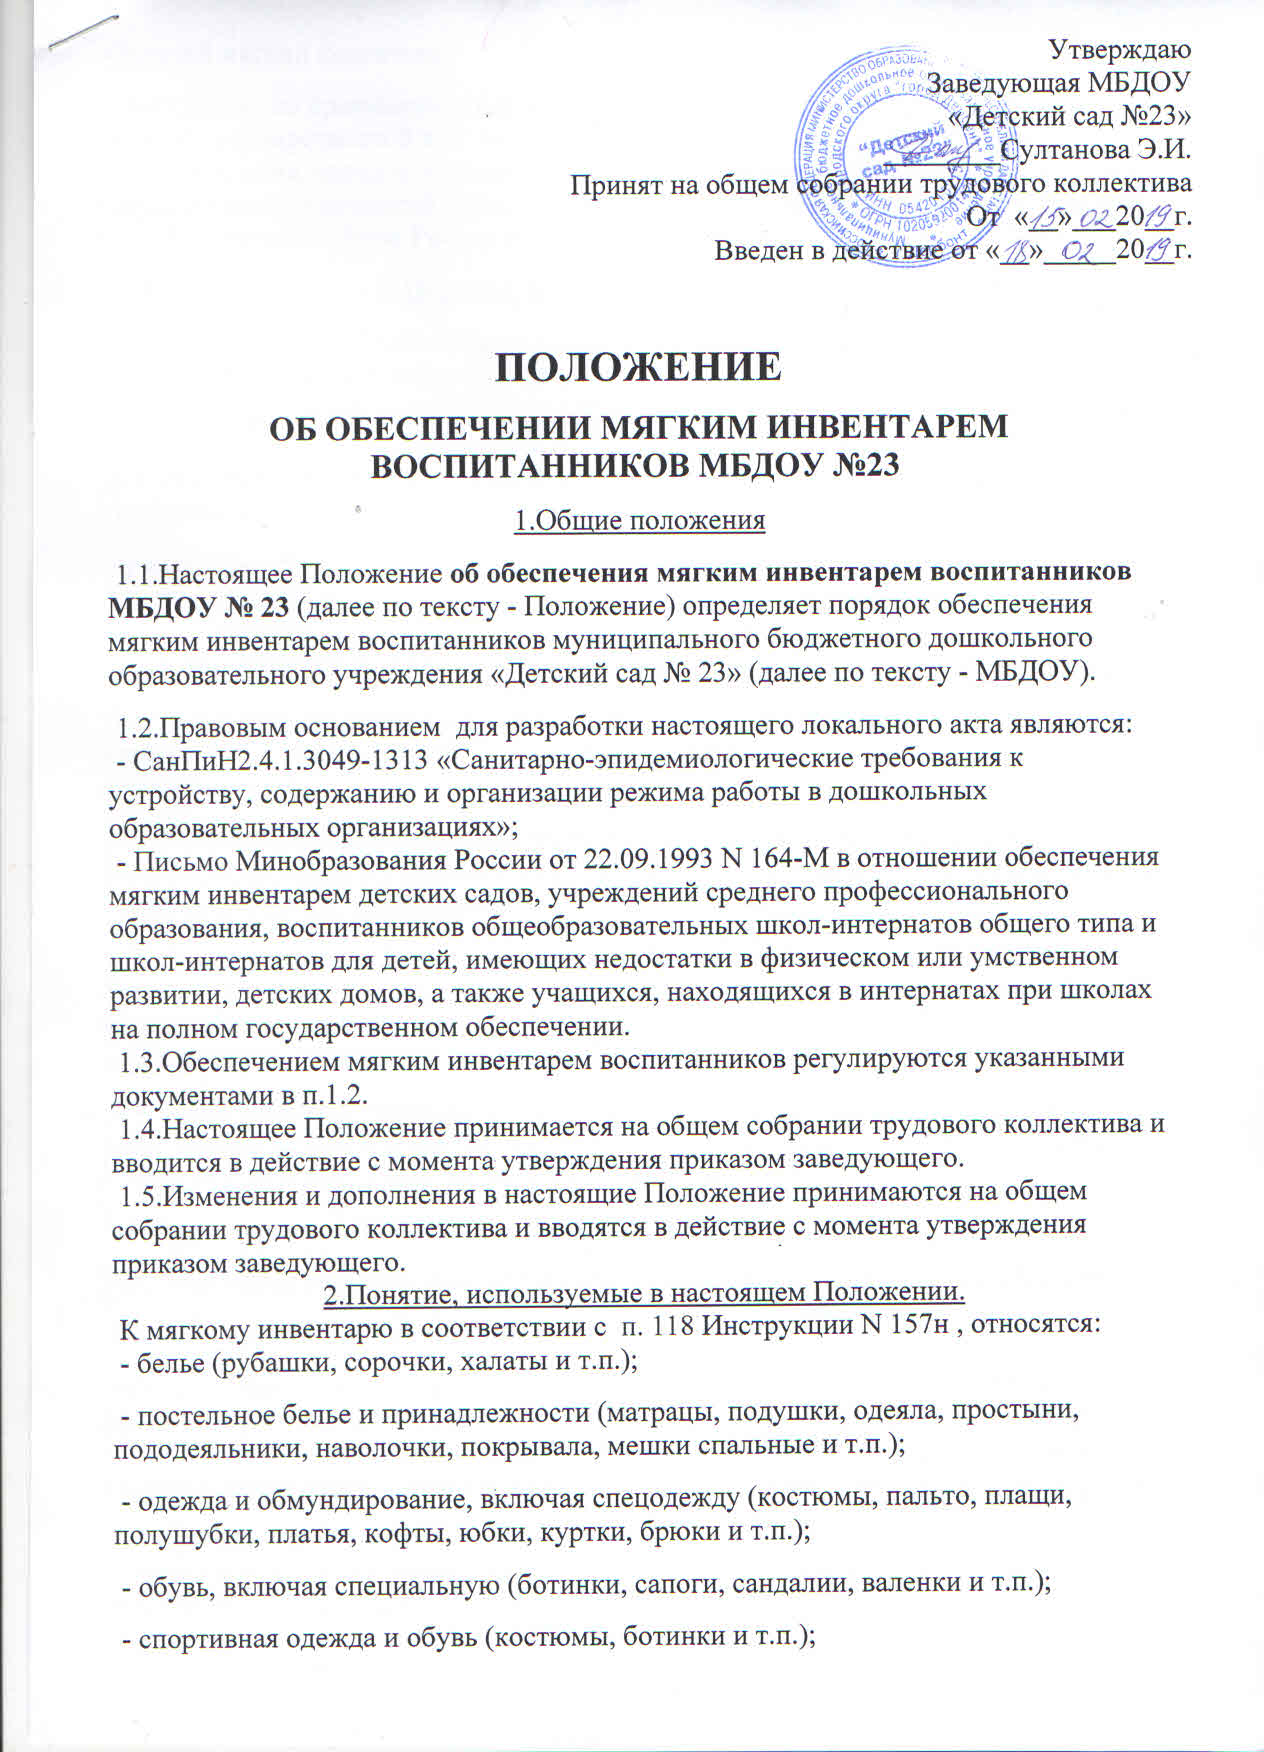 Утверждаю
Заведующая МБДОУ
«Детский сад №23»
Султанова Э.И.
Принят на общем собрании трудового коллектива
От «15» 02 2019 г.
Введен в действие от «18» 02 2019 г.
"Детский
сад №23"
ПОЛОЖЕНИЕ
ОБ ОБЕСПЕЧЕНИИ МЯГКИМ ИНВЕНТАРЕМ
ВОСПИТАННИКОВ МБДОУ №23
1.Общие положения
1.1.Настоящее Положение об обеспечения мягким инвентарем воспитанников
МБДОУ № 23 (далее по тексту - Положение) определяет порядок обеспечения
мягким инвентарем воспитанников муниципального бюджетного дошкольного
образовательного учреждения «Детский сад № 23» (далее по тексту - МБДОУ).
1.2.Правовым основанием для разработки настоящего локального акта являются:
- СанПиН2.4.1.3049-1313 «Санитарно-эпидемиологические требования к
устройству, содержанию и организации режима работы в дошкольных
образовательных организациях»;
- Письмо Минобразования России от 22.09.1993 N 164-М в отношении обеспечения
мягким инвентарем детских садов, учреждений среднего профессионального
образования, воспитанников общеобразовательных школ-интернатов общего типа и
школ-интернатов для детей, имеющих недостатки в физическом или умственном
развитии, детских домов, а также учащихся, находящихся в интернатах при школах
на полном государственном обеспечении.
1.3.Обеспечением мягким инвентарем воспитанников регулируются указанными
документами в п.1.2.
1.4.Настоящее Положение принимается на общем собрании трудового коллектива и
вводится в действие с момента утверждения приказом заведующего.
1.5.Изменения и дополнения в настоящие Положение принимаются на общем
собрании трудового коллектива и вводятся в действие с момента утверждения
приказом заведующего.
2.Понятие, используемые в настоящем Положении.
К мягкому инвентарю в соответствии с п. 118 Инструкции N 157н , относятся:
- белье (рубашки, сорочки, халаты и т.п.);
- постельное белье и принадлежности (матрацы, подушки, одеяла, простыни,
пододеяльники, наволочки, покрывала, мешки спальные и т.п.);
- одежда и обмундирование, включая спецодежду (костюмы, пальто, плащи,
полушубки, платья, кофты, юбки, куртки, брюки и т.п.);
- обувь, включая специальную (ботинки, сапоги, сандалии, валенки и т.п.);
- спортивная одежда и обувь (костюмы, ботинки и т.п.);